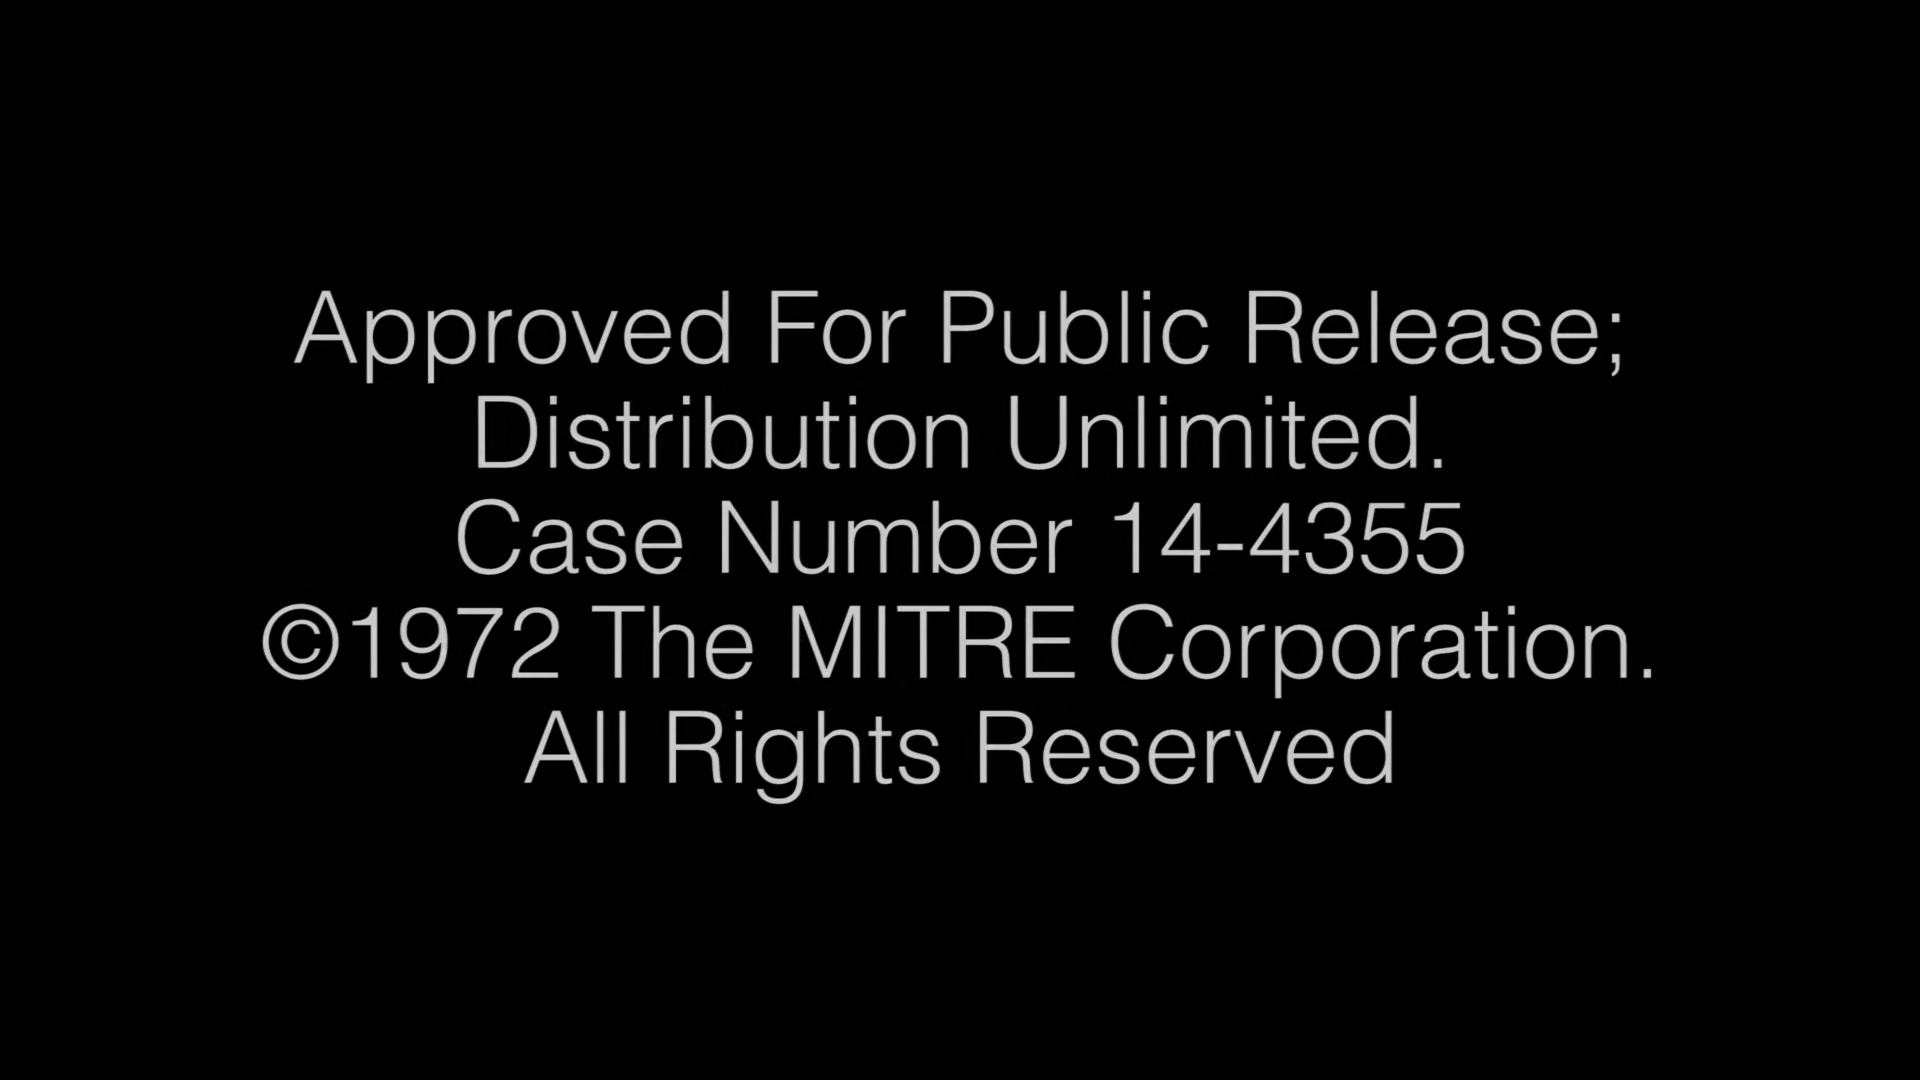 Approved For Public Release;
Distribution Unlimited.
Case Number 14-4355
©1972 The MITRE Corporation.
All Rights Reserved